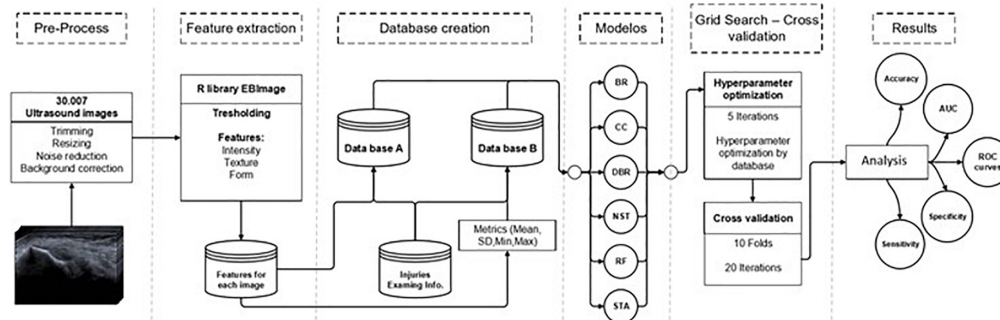 Pre-Process
Feature extraction
Database creation
Modelos
Grid Search – Cross
validation
Results
30.007
Ultrasound images
Trimming
Resizing
Noise reduction
Background correction
R library EBImage
Tresholding
Features:
Intensity
Texture
Form
Features for
each image
Data base A
Data base B
Injuries
Examing Info.
Metrics (Mean,
SD,Min,Max)
BR
CC
DBR
NST
RF
STA
Hyperparameter
optimization
5 Iterations
Hyperparameter
optimization by
database
Cross validation
10 Folds
20 Iterations
Analysis
Accuracy
AUC
ROC
curves
Specificity
Sensitivity